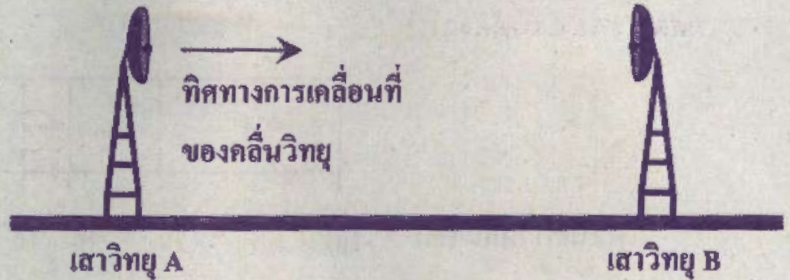 ทิศทางการเคลื่อนที่
ของคลื่นวิทยุ
เสาวิทยุ A
เสาวิทยุ B